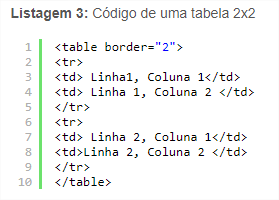 Listagem 3: Código de uma tabela 2x2
1 <table border="2">
2 <tr>
3 <td> Linha1, Coluna 1</td>
4 <td> Linha 1, Coluna 2 </td>
5 </tr>
6 <tr>
7 <td> Linha 2, Coluna 1</td>
8 <td>Linha 2, Coluna 2 </td>
9 </tr>
10 </table>